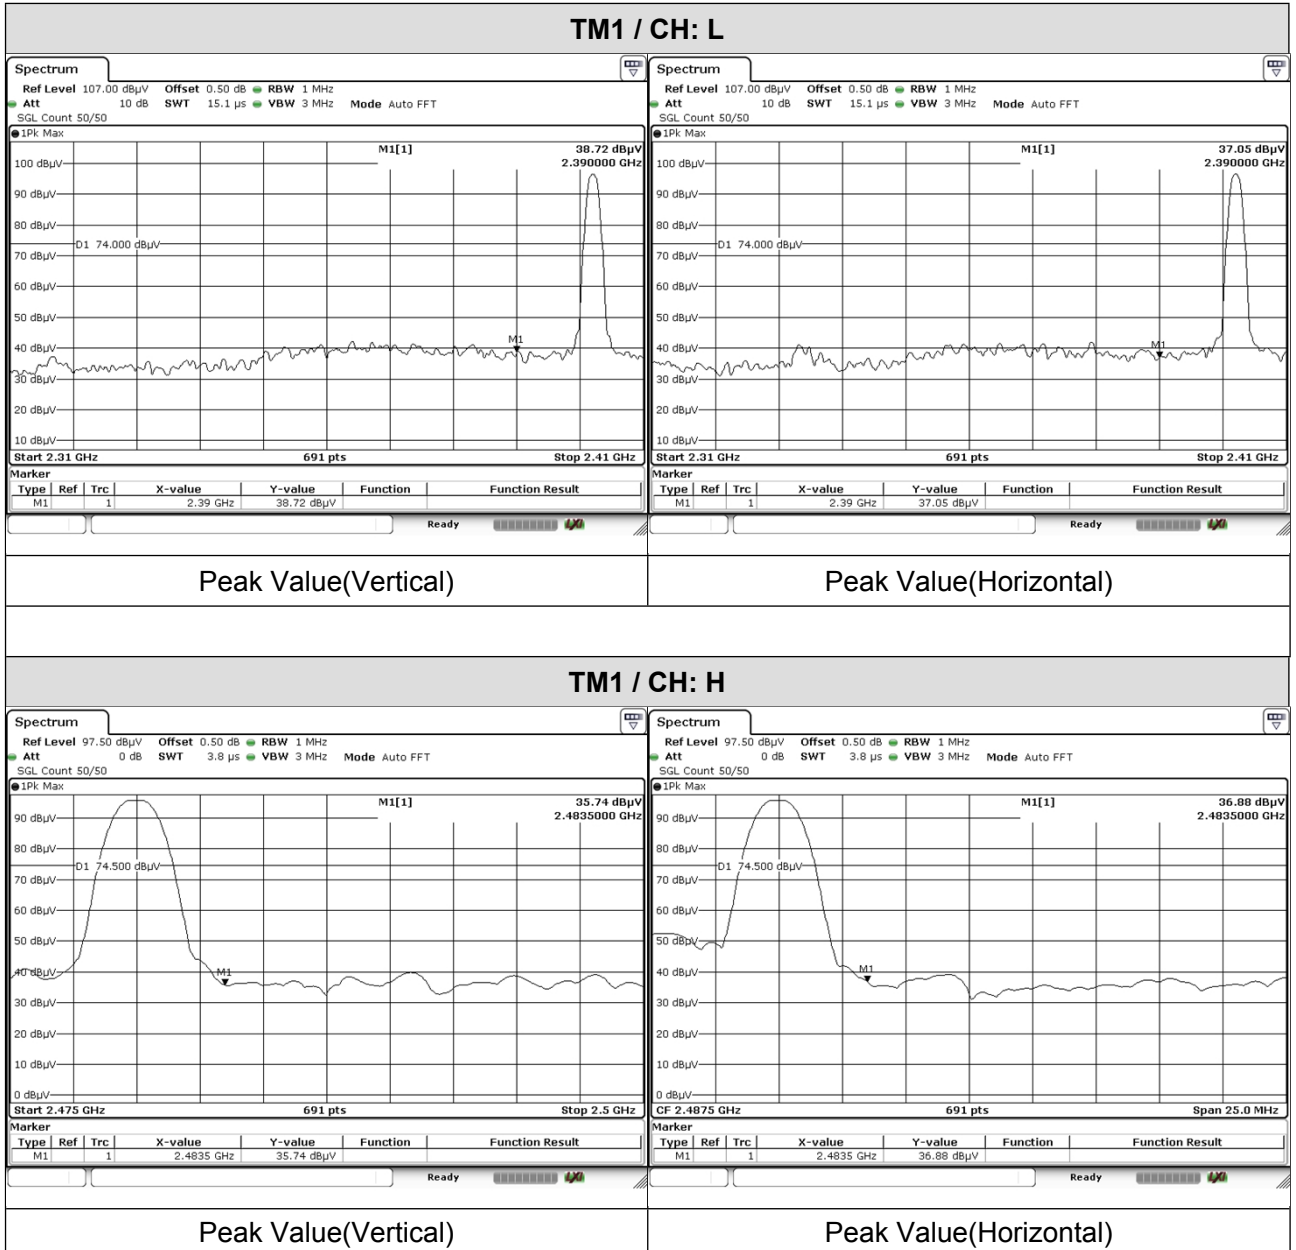 TM1 / CH: L
Spectrum
Ref Level 107.00 dBµV Offset 0.50 dB RBW 1 MHz
Att 10 dB SWT 15.1 µs VBW 3 MHz Mode Auto FFT
SGL Count 50/50
1Pk Max
M1[1] 38.72 dBµV
2.390000 GHz
100 dBµV
90 dBµV
80 dBµV
D1 74.000 dBµV
70 dBµV
60 dBµV
50 dBµV
M1
40 dBµV
30 dBµV
20 dBµV
10 dBµV
Start 2.31 GHz 691 pts Stop 2.41 GHz
Marker
Type Ref Trc X-value Y-value Function Function Result
M1 1 2.39 GHz 38.72 dBµV
Ready LXI
Peak Value(Vertical)
Spectrum
Ref Level 107.00 dBµV Offset 0.50 dB RBW 1 MHz
Att 10 dB SWT 15.1 µs VBW 3 MHz Mode Auto FFT
SGL Count 50/50
1Pk Max
M1[1] 37.05 dBµV
2.390000 GHz
100 dBµV
90 dBµV
80 dBµV
D1 74.000 dBµV
70 dBµV
60 dBµV
50 dBµV
M1
40 dBµV
30 dBµV
20 dBµV
10 dBµV
Start 2.31 GHz 691 pts Stop 2.41 GHz
Marker
Type Ref Trc X-value Y-value Function Function Result
M1 1 2.39 GHz 37.05 dBµV
Ready LXI
Peak Value(Horizontal)
TM1 / CH: H
Spectrum
Ref Level 97.50 dBµV Offset 0.50 dB RBW 1 MHz
Att 0 dB SWT 3.8 µs VBW 3 MHz Mode Auto FFT
SGL Count 50/50
1Pk Max
M1[1] 35.74 dBµV
2.4835000 GHz
90 dBµV
80 dBµV
D1 74.500 dBµV
70 dBµV
60 dBµV
50 dBµV
40 dBµV
M1
30 dBµV
20 dBµV
10 dBµV
0 dBµV
Start 2.475 GHz 691 pts Stop 2.5 GHz
Marker
Type Ref Trc X-value Y-value Function Function Result
M1 1 2.4835 GHz 35.74 dBµV
Ready LXI
Peak Value(Vertical)
Spectrum
Ref Level 97.50 dBµV Offset 0.50 dB RBW 1 MHz
Att 0 dB SWT 3.8 µs VBW 3 MHz Mode Auto FFT
SGL Count 50/50
1Pk Max
M1[1] 36.88 dBµV
2.4835000 GHz
90 dBµV
80 dBµV
D1 74.500 dBµV
70 dBµV
60 dBµV
50 dBµV
M1
40 dBµV
30 dBµV
20 dBµV
10 dBµV
0 dBµV
CF 2.4875 GHz 691 pts Span 25.0 MHz
Marker
Type Ref Trc X-value Y-value Function Function Result
M1 1 2.4835 GHz 36.88 dBµV
Ready LXI
Peak Value(Horizontal)